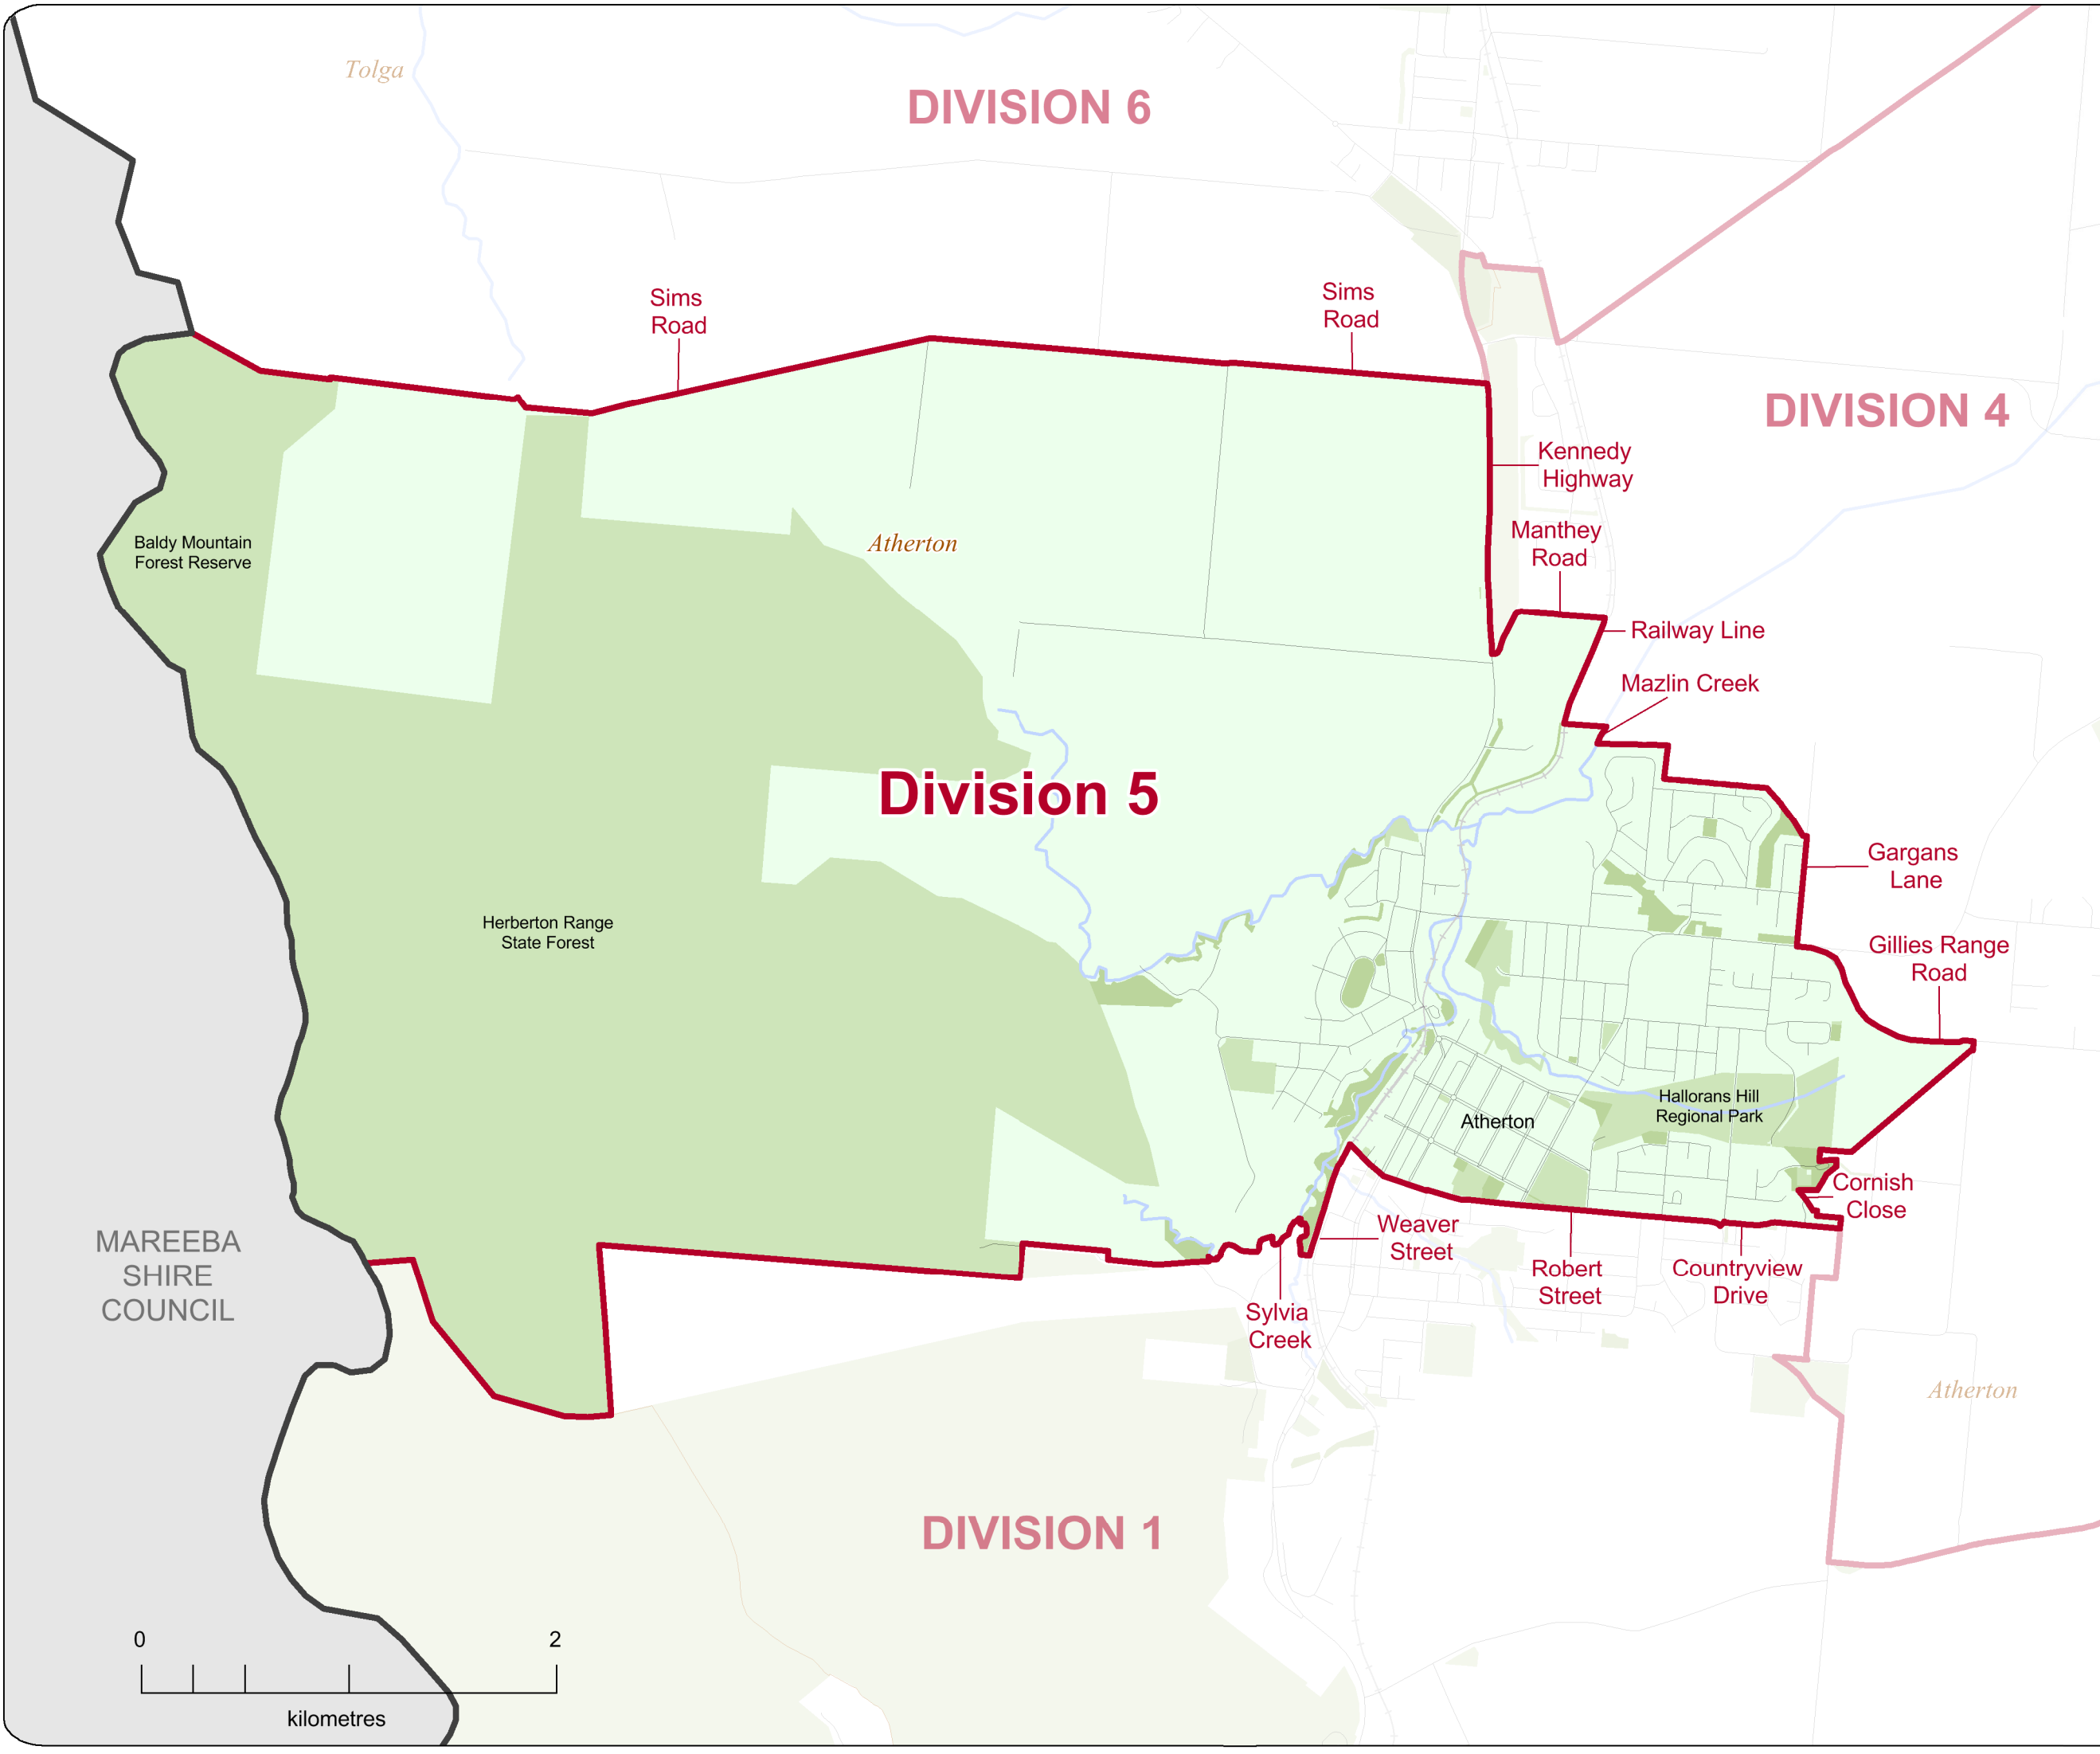 Tolga
DIVISION 6
Sims
Road
Sims
Road
DIVISION 4
Kennedy
Highway
Manthey
Road
Baldy Mountain
Forest Reserve
Atherton
Railway Line
Mazlin Creek
Division 5
Gargans
Lane
Herberton Range
State Forest
Gillies Range
Road
Hallorans Hill
Regional Park
Atherton
Cornish
Close
Weaver
Street
MAREEBA
SHIRE
COUNCIL
Robert
Street
Countryview
Drive
Sylvia
Creek
Atherton
DIVISION 1
0 2
kilometres